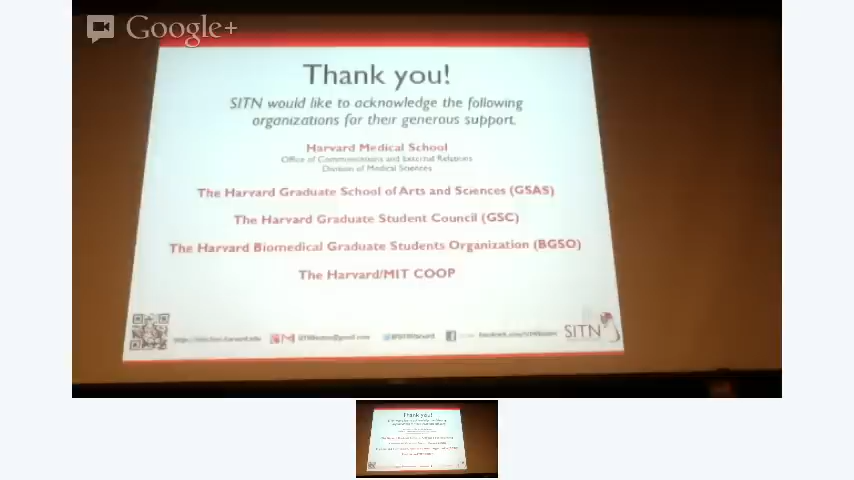 Google+
Thank you!
SITN would like to acknowledge the following
organizations for their generous support.
Harvard Medical School
Office of Communications and External Relations
Division of Medical Sciences
The Harvard Graduate School of Arts and Sciences (GSAS)
The Harvard Graduate Student Council (GSC)
The Harvard Biomedical Graduate Students Organization (BGSO)
The Harvard/MIT COOP
SITN
Thank you!